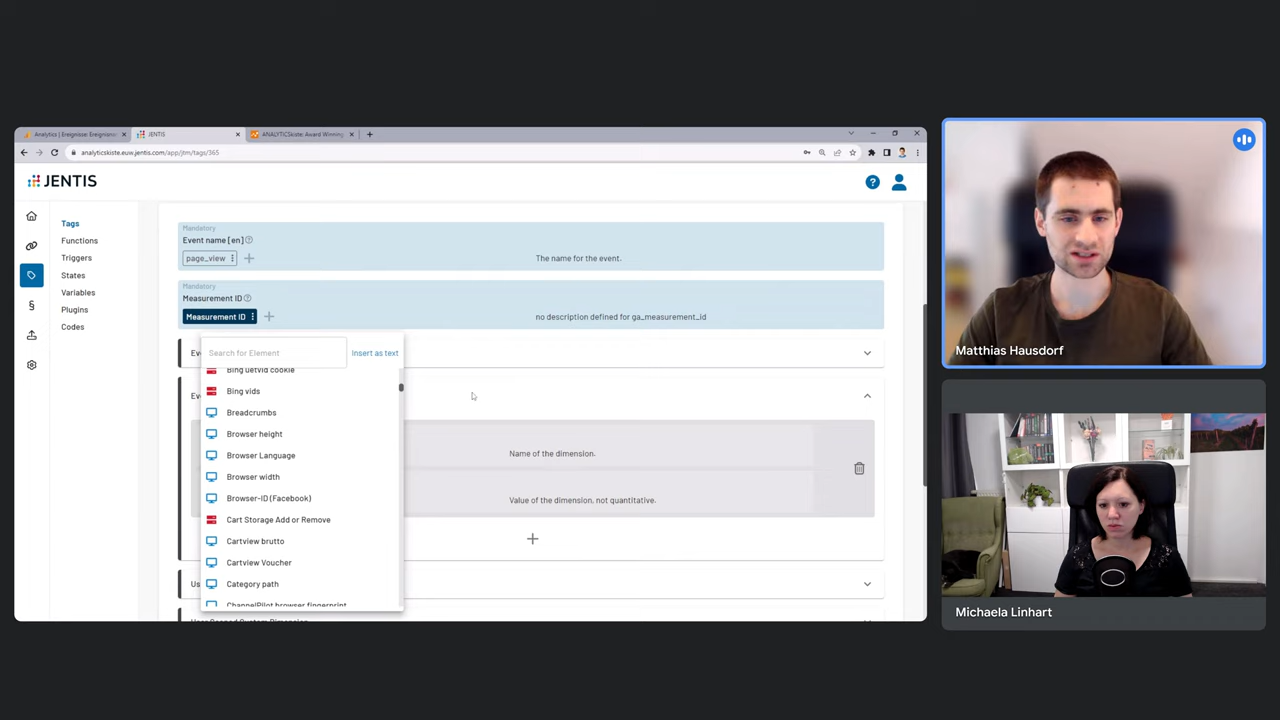 Analytics | Ereignisse: Ereignisna
JENTIS
ANALYTICSkiste: Award Winning
analyticskiste.euw.jentis.com/app/jtm/tags/365
JENTIS
Tags
Functions
Triggers
States
Variables
Plugins
Codes
Mandatory
Event name [en]
page_view
The name for the event.
Mandatory
Measurement ID
Measurement ID
no description defined for ga_measurement_id
Search for Element
Insert as text
Bing uetvid cookie
Bing vids
Breadcrumbs
Browser height
Browser Language
Browser width
Browser-ID (Facebook)
Cart Storage Add or Remove
Cartview brutto
Cartview Voucher
Category path
ChannelPilot browser fingerprint
Name of the dimension.
Value of the dimension, not quantitative.
Matthias Hausdorf
Michaela Linhart